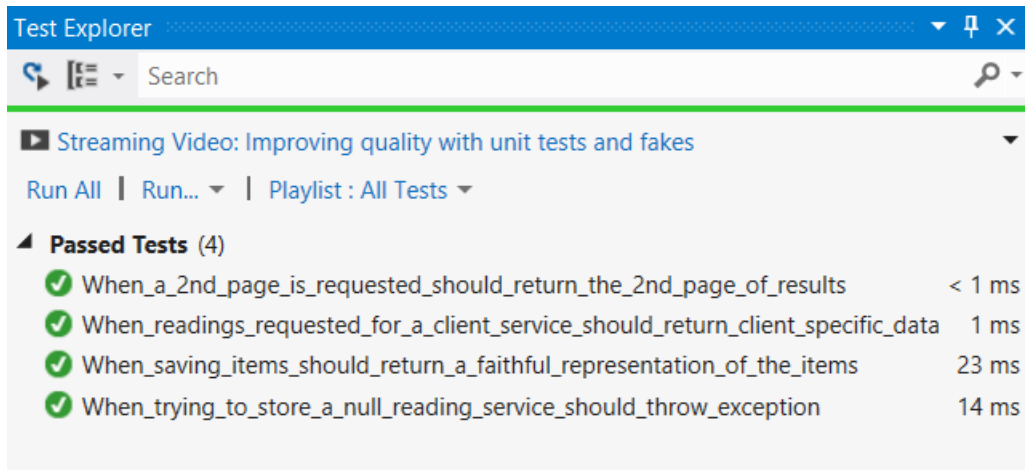 Test Explorer
Search
Streaming Video: Improving quality with unit tests and fakes
Run All | Run... | Playlist : All Tests
Passed Tests (4)
When_a_2nd_page_is_requested_should_return_the_2nd_page_of_results < 1 ms
When_readings_requested_for_a_client_service_should_return_client_specific_data 1 ms
When_saving_items_should_return_a_faithful_representation_of_the_items 23 ms
When_trying_to_store_a_null_reading_service_should_throw_exception 14 ms